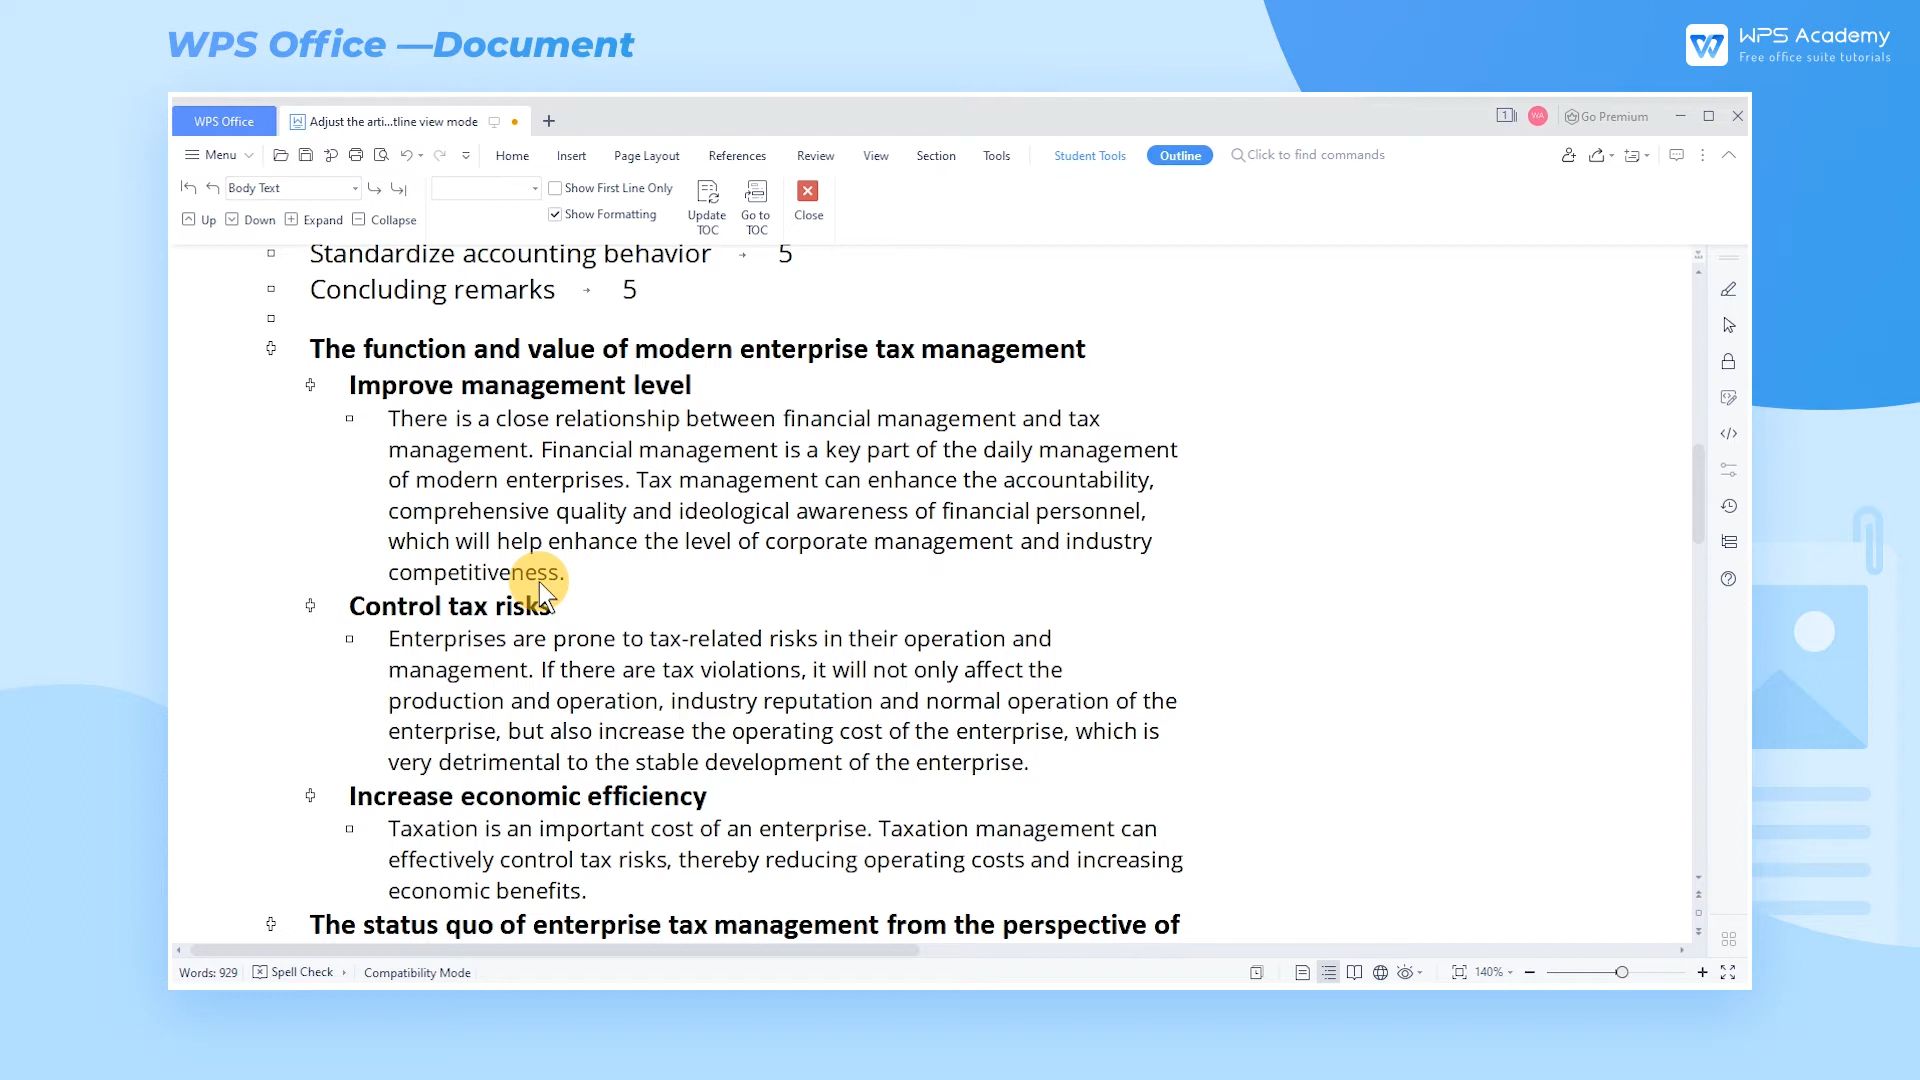 WPS Office —Document
WPS Academy
Free office suite tutorials
WPS Office
Adjust the arti...tline view mode
1
WA
Go Premium
Menu
Home
Insert
Page Layout
References
Review
View
Section
Tools
Student Tools
Outline
Click to find commands
Body Text
Show First Line Only
Show Formatting
Up
Down
Expand
Collapse
Update
TOC
Go to
TOC
Close
Standardize accounting behavior → 5
Concluding remarks → 5
The function and value of modern enterprise tax management
Improve management level
There is a close relationship between financial management and tax
management. Financial management is a key part of the daily management
of modern enterprises. Tax management can enhance the accountability,
comprehensive quality and ideological awareness of financial personnel,
which will help enhance the level of corporate management and industry
competitiveness.
Control tax risks
Enterprises are prone to tax-related risks in their operation and
management. If there are tax violations, it will not only affect the
production and operation, industry reputation and normal operation of the
enterprise, but also increase the operating cost of the enterprise, which is
very detrimental to the stable development of the enterprise.
Increase economic efficiency
Taxation is an important cost of an enterprise. Taxation management can
effectively control tax risks, thereby reducing operating costs and increasing
economic benefits.
The status quo of enterprise tax management from the perspective of
Words: 929
Spell Check
Compatibility Mode
140%